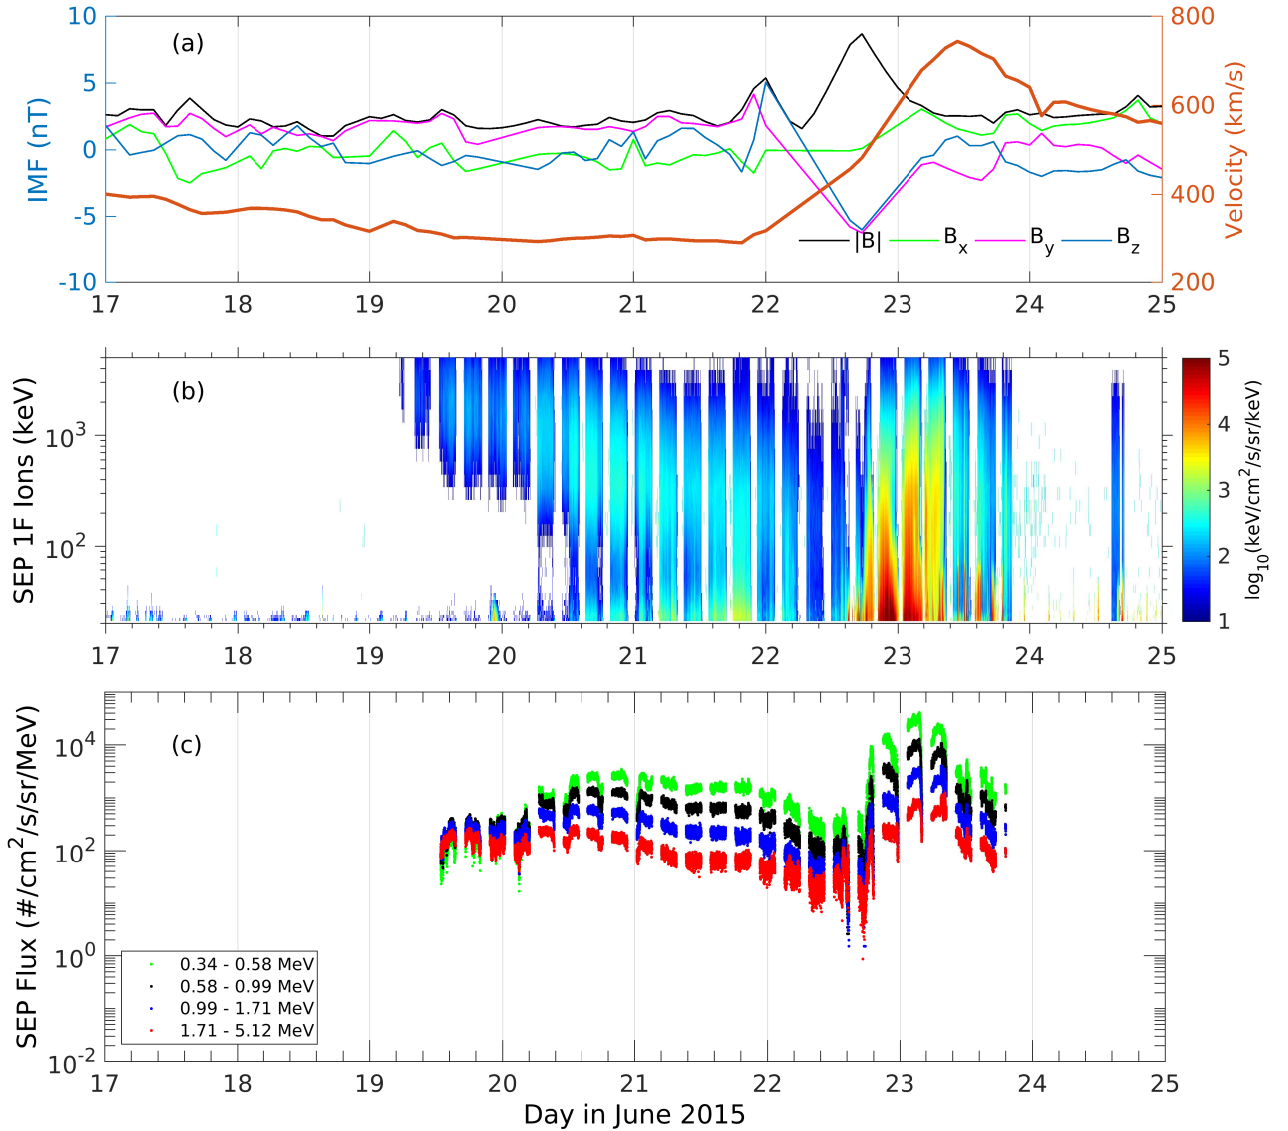 10
5
0
-5
-10
IMF (nT)
(a)
800
600
400
200
Velocity (km/s)
|B| B_x B_y B_z
17 18 19 20 21 22 23 24 25
SEP 1F Ions (keV)
10^3
10^2
(b)
5
4
3
2
1
log_10(keV/cm^2/s/sr/keV)
17 18 19 20 21 22 23 24 25
SEP Flux (#/cm^2/s/sr/MeV)
10^4
10^2
10^0
10^-2
(c)
0.34 - 0.58 MeV
0.58 - 0.99 MeV
0.99 - 1.71 MeV
1.71 - 5.12 MeV
17 18 19 20 21 22 23 24 25
Day in June 2015